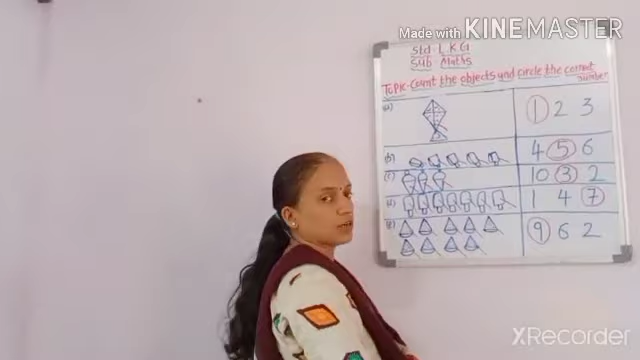 Made with KINEMASTER
Std L K G
Sub Maths
Topic - Count the objects and circle the correct number
(a) 1 2 3
(b) 4 5 6
(c) 10 3 2
(d) 1 4 7
9 6 2
XRecorder